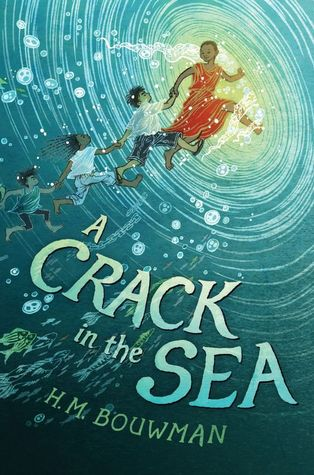 A
CRACK
in the
SEA
H. M. BOUWMAN